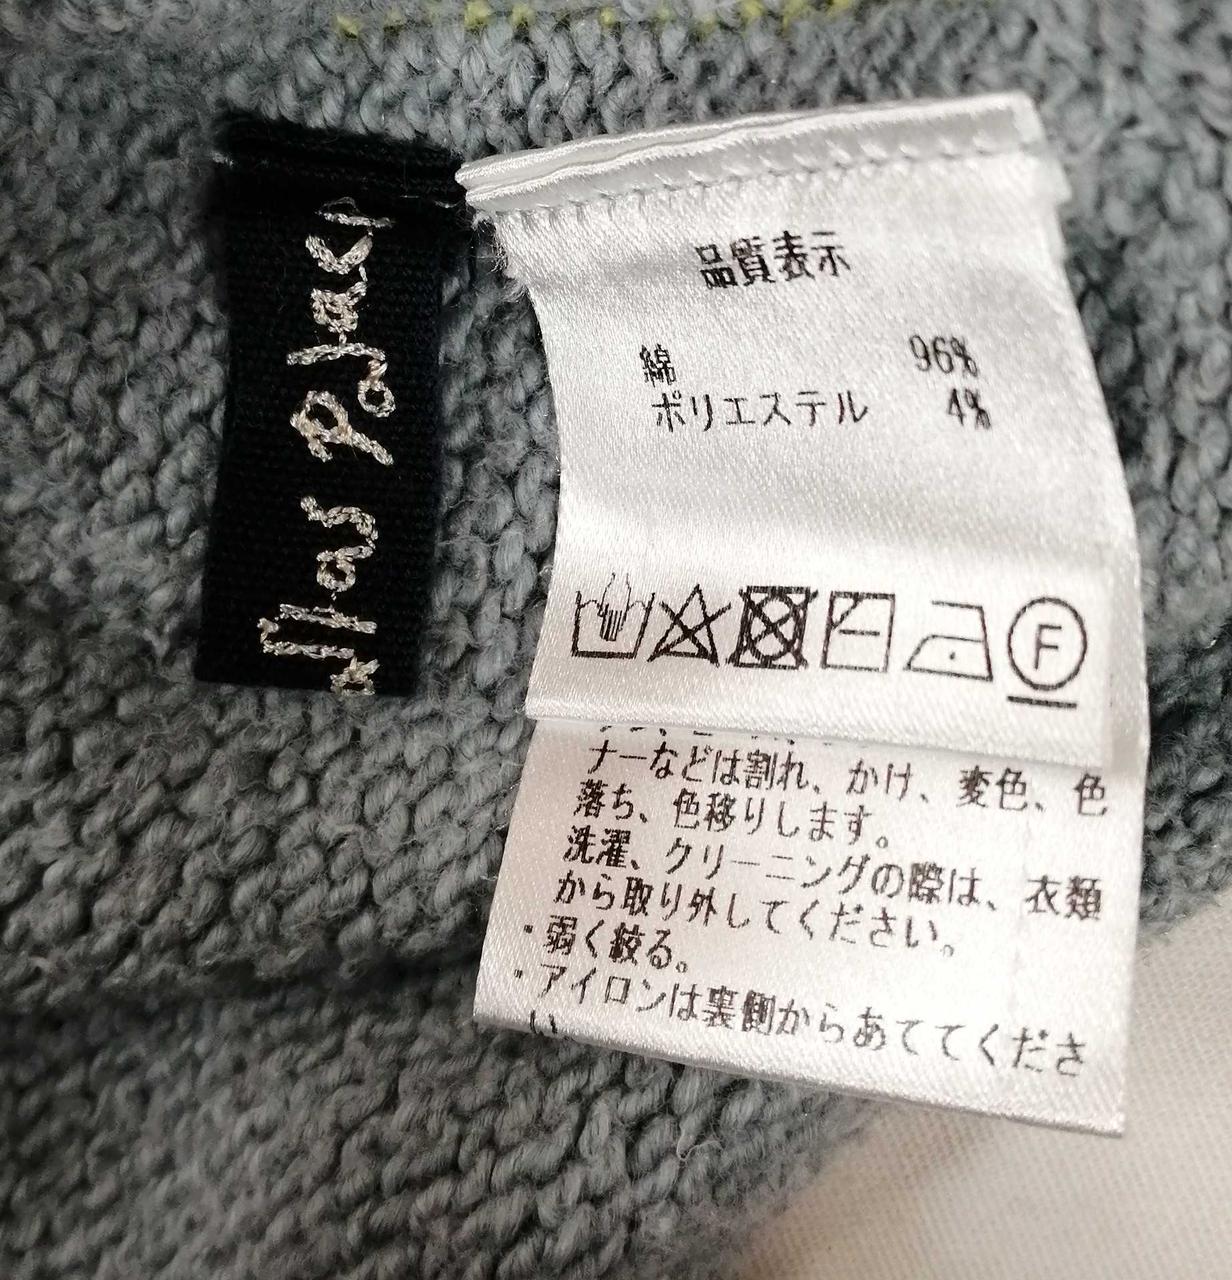 品質表示
綿 96%
ポリエステル 4%
F
ナーなどは割れ、かけ、変色、色
落ち、色移りします。
洗濯、クリーニングの際は、衣類
から取り外してください。
・弱く絞る。
・アイロンは裏側からあててくださ
い